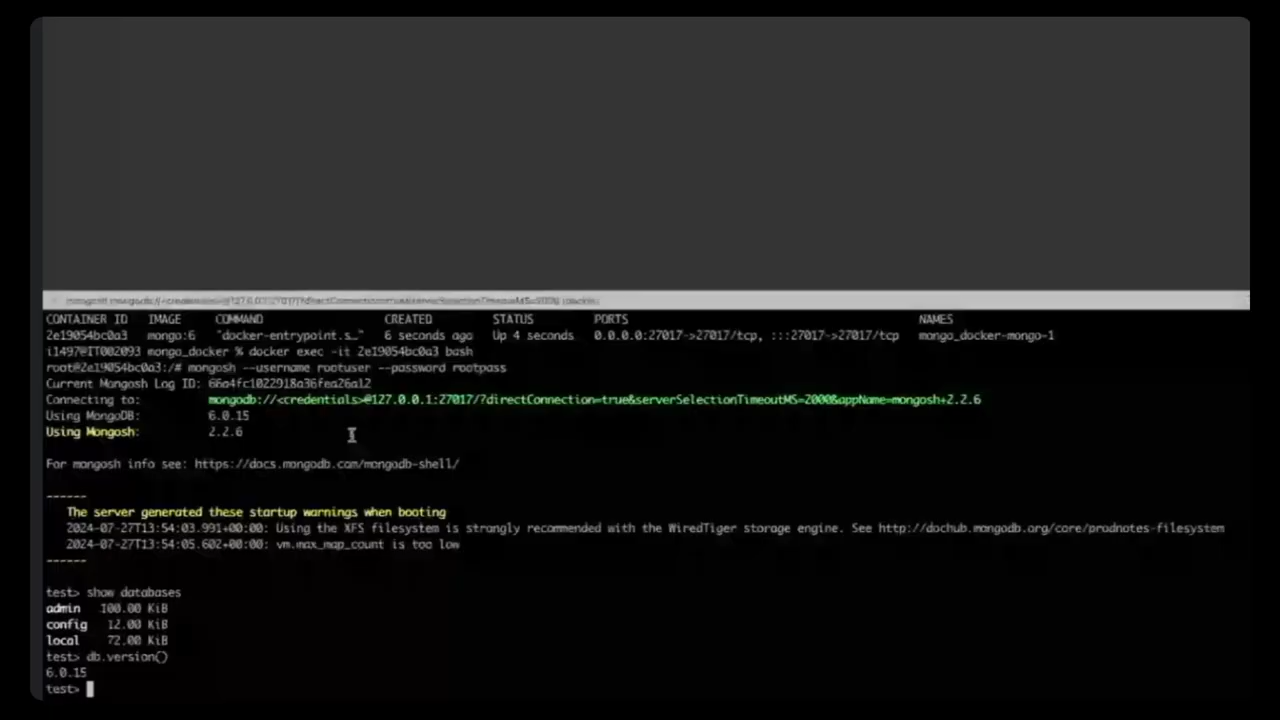 CONTAINER ID IMAGE COMMAND CREATED STATUS PORTS NAMES
2e19054bc0a3 mongo:6 "docker-entrypoint.s…" 6 seconds ago Up 4 seconds 0.0.0.0:27017->27017/tcp, :::27017->27017/tcp mongo_docker-mongo-1
i1497@IT002093 mongo_docker % docker exec -it 2e19054bc0a3 bash
root@2e19054bc0a3:/# mongosh --username rootuser --password rootpass
Current Mongosh Log ID: 66a4fc1022918a36fea26a12
Connecting to: mongodb://<credentials>@127.0.0.1:27017/?directConnection=true&serverSelectionTimeoutMS=2000&appName=mongosh+2.2.6
Using MongoDB: 6.0.15
Using Mongosh: 2.2.6
For mongosh info see: https://docs.mongodb.com/mongodb-shell/
------
The server generated these startup warnings when booting
2024-07-27T13:54:03.991+00:00: Using the XFS filesystem is strongly recommended with the WiredTiger storage engine. See http://dochub.mongodb.org/core/prodnotes-filesystem
2024-07-27T13:54:05.602+00:00: vm.max_map_count is too low
------
test> show databases
admin 100.00 KiB
config 12.00 KiB
local 72.00 KiB
test> db.version()
6.0.15
test>